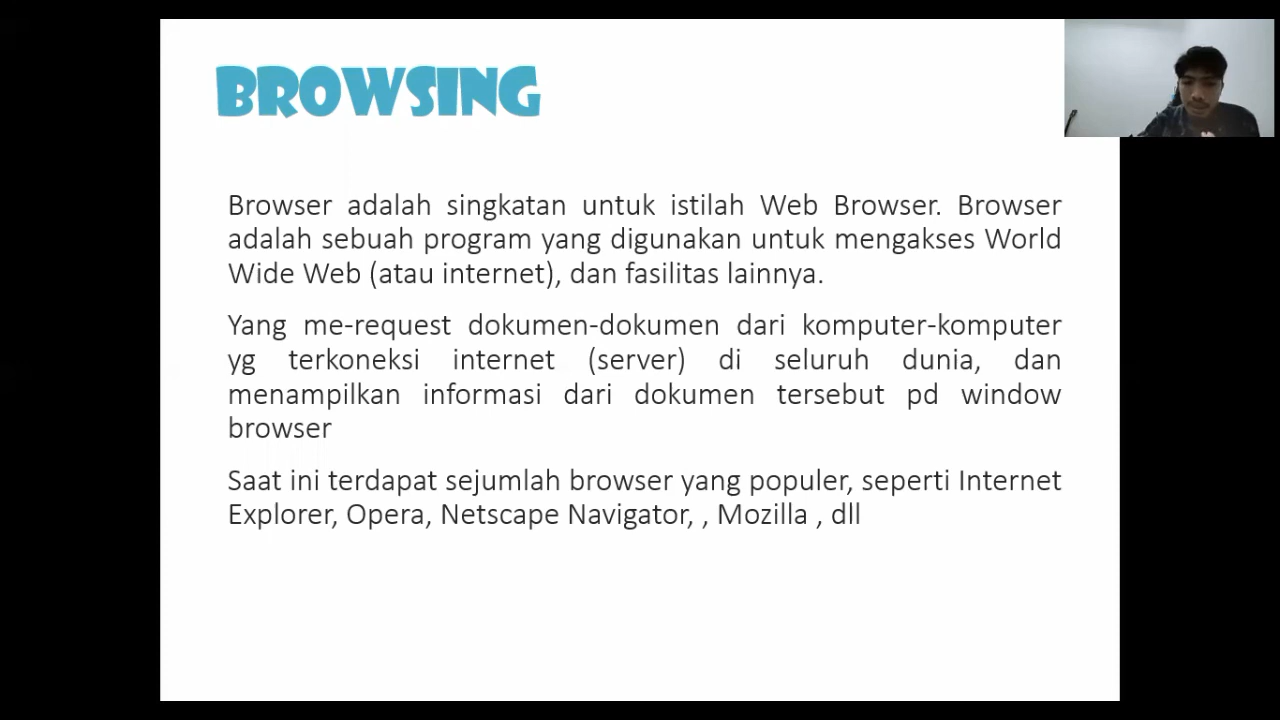 BROWSING
Browser adalah singkatan untuk istilah Web Browser. Browser
adalah sebuah program yang digunakan untuk mengakses World
Wide Web (atau internet), dan fasilitas lainnya.
Yang me-request dokumen-dokumen dari komputer-komputer
yg terkoneksi internet (server) di seluruh dunia, dan
menampilkan informasi dari dokumen tersebut pd window
browser
Saat ini terdapat sejumlah browser yang populer, seperti Internet
Explorer, Opera, Netscape Navigator, , Mozilla , dll